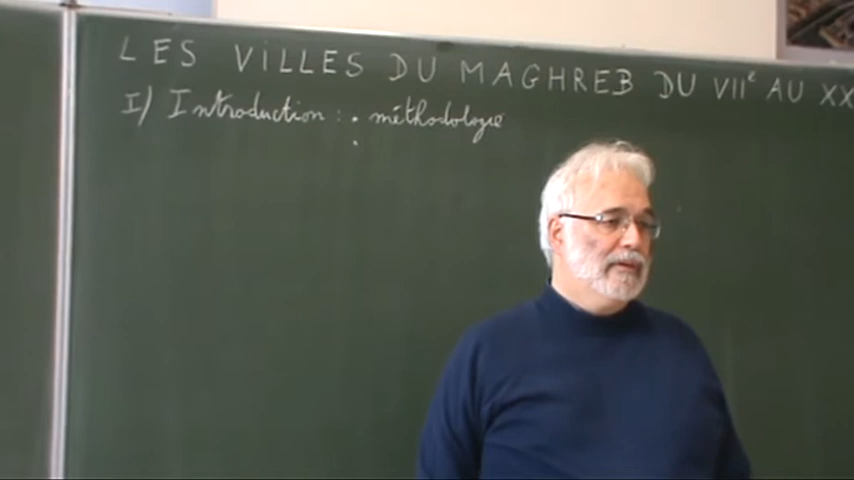 LES VILLES DU MAGHREB DU VIIe AU XX
I) Introduction : • méthodologie
•